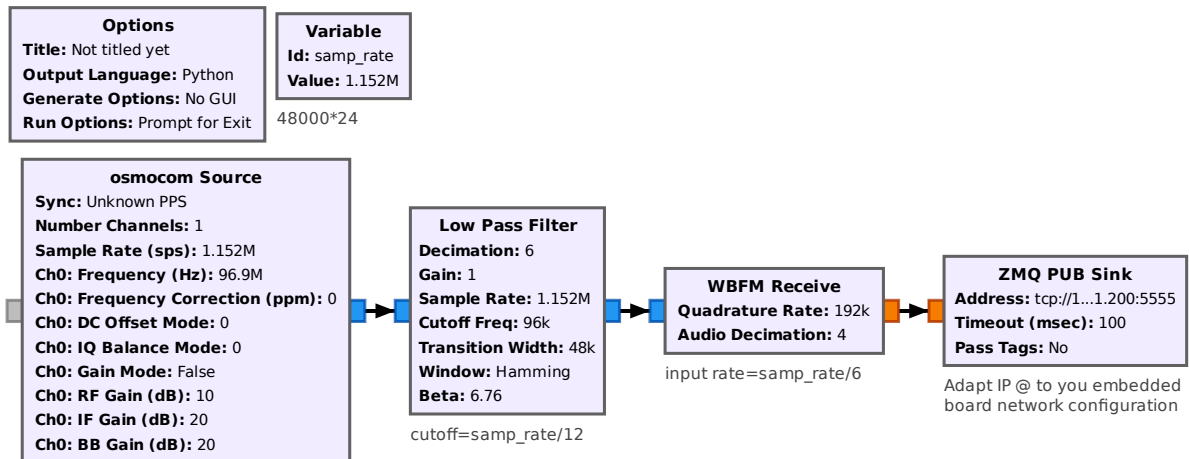 Options
Title: Not titled yet
Output Language: Python
Generate Options: No GUI
Run Options: Prompt for Exit
Variable
Id: samp_rate
Value: 1.152M
48000*24
osmocom Source
Sync: Unknown PPS
Number Channels: 1
Sample Rate (sps): 1.152M
Ch0: Frequency (Hz): 96.9M
Ch0: Frequency Correction (ppm): 0
Ch0: DC Offset Mode: 0
Ch0: IQ Balance Mode: 0
Ch0: Gain Mode: False
Ch0: RF Gain (dB): 10
Ch0: IF Gain (dB): 20
Ch0: BB Gain (dB): 20
Low Pass Filter
Decimation: 6
Gain: 1
Sample Rate: 1.152M
Cutoff Freq: 96k
Transition Width: 48k
Window: Hamming
Beta: 6.76
cutoff=samp_rate/12
WBFM Receive
Quadrature Rate: 192k
Audio Decimation: 4
input rate=samp_rate/6
ZMQ PUB Sink
Address: tcp://1...1.200:5555
Timeout (msec): 100
Pass Tags: No
Adapt IP @ to you embedded
board network configuration